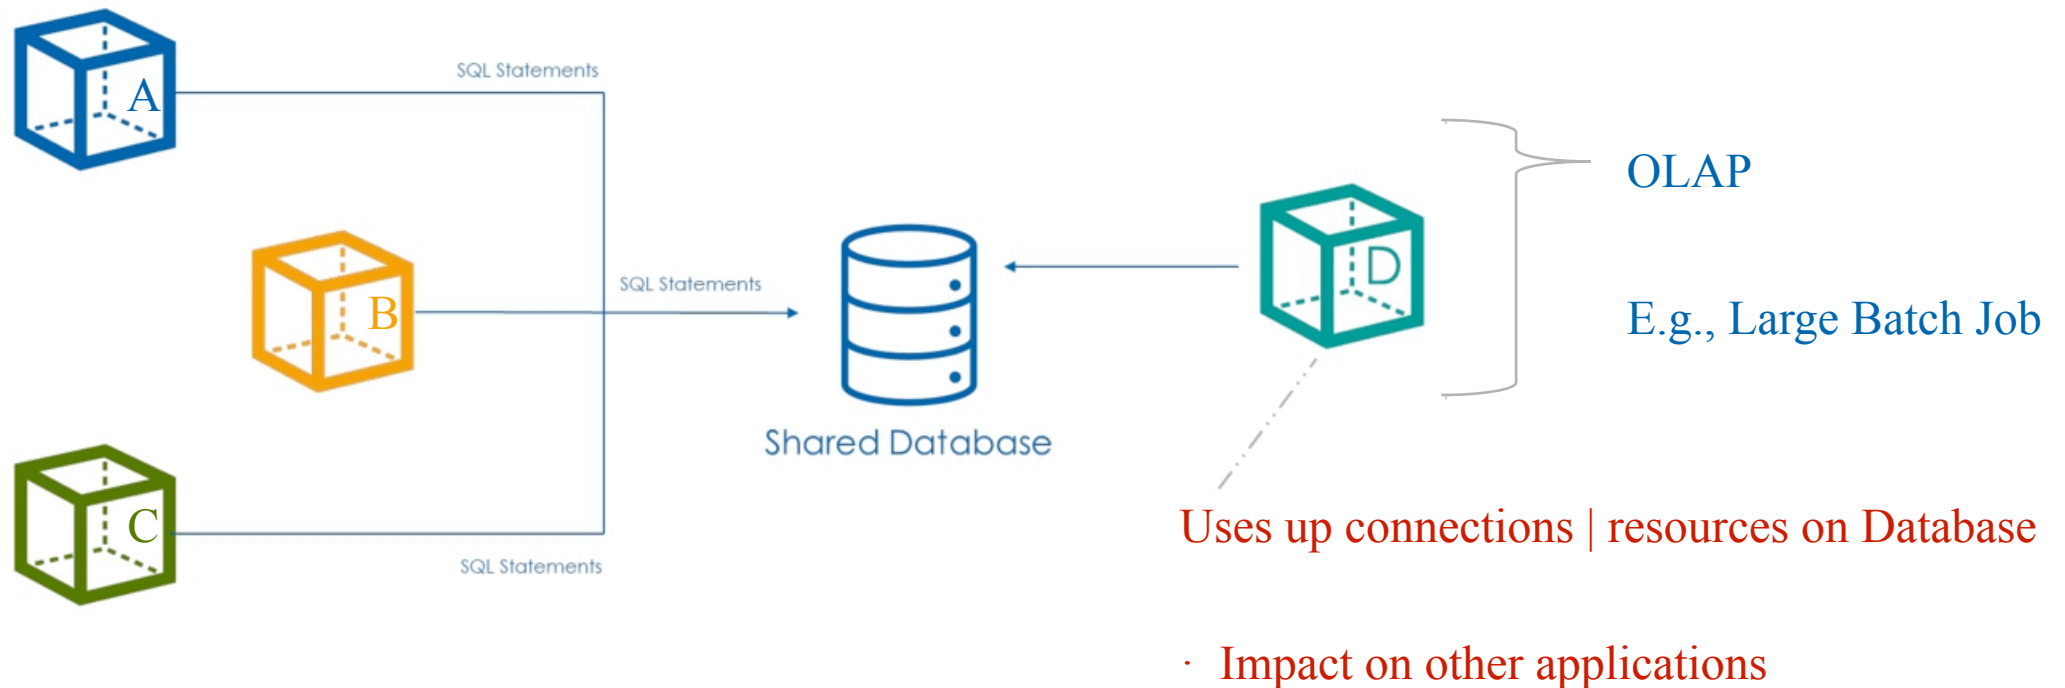 A
SQL Statements
B
SQL Statements
C
SQL Statements
Shared Database
D
OLAP
E.g., Large Batch Job
Uses up connections | resources on Database
· Impact on other applications